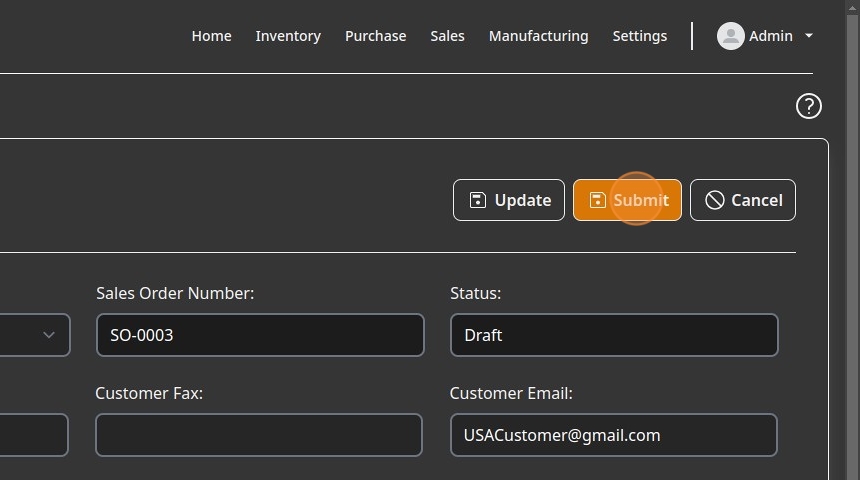 Home Inventory Purchase Sales Manufacturing Settings Admin
?
Update Submit Cancel
Sales Order Number: Status:
SO-0003 Draft
Customer Fax: Customer Email:
USACustomer@gmail.com